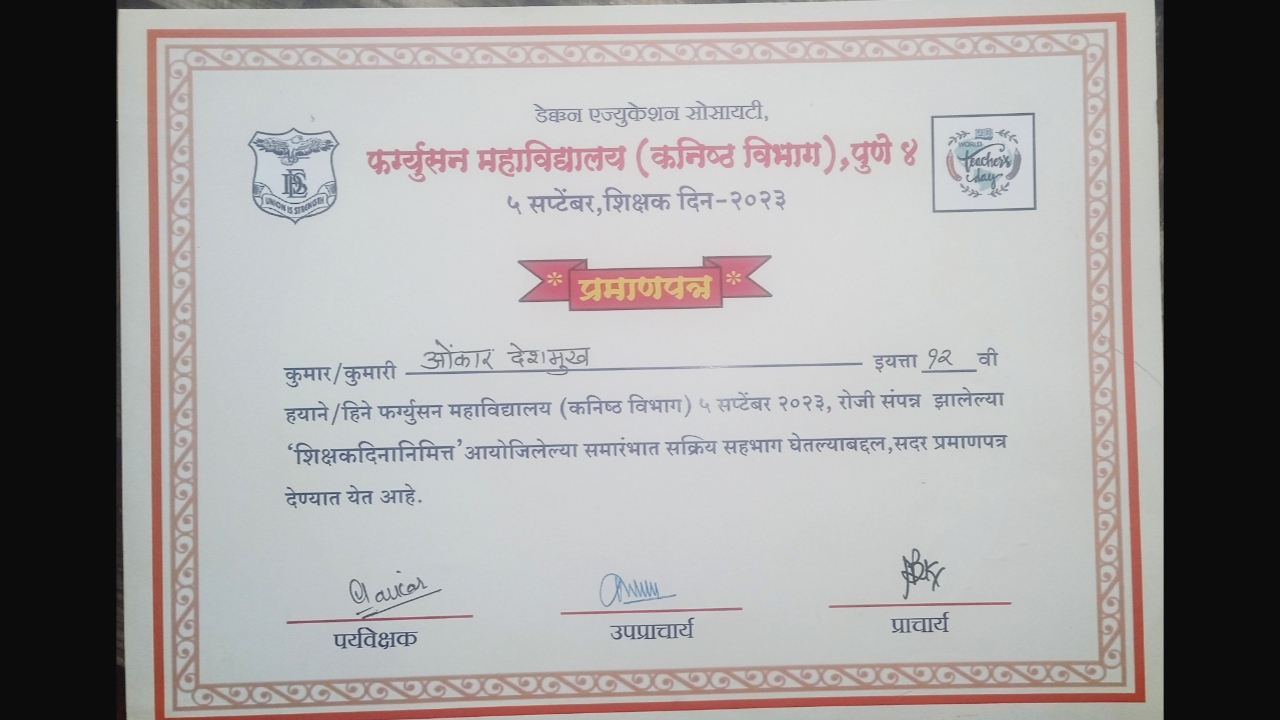 डेक्कन एज्युकेशन सोसायटी,
फर्ग्युसन महाविद्यालय (कनिष्ठ विभाग),पुणे ४
५ सप्टेंबर,शिक्षक दिन-२०२३
UNION IS STRENGTH
WORLD
teacher's
day
प्रमाणपत्र
कुमार/कुमारी ओंकार देशमुख इयत्ता १२ वी
हयाने/हिने फर्ग्युसन महाविद्यालय (कनिष्ठ विभाग) ५ सप्टेंबर २०२३, रोजी संपन्न झालेल्या
‘शिक्षकदिनानिमित्त’ आयोजिलेल्या समारंभात सक्रिय सहभाग घेतल्याबद्दल,सदर प्रमाणपत्र
देण्यात येत आहे.
पर्यवेक्षक उपप्राचार्य प्राचार्य